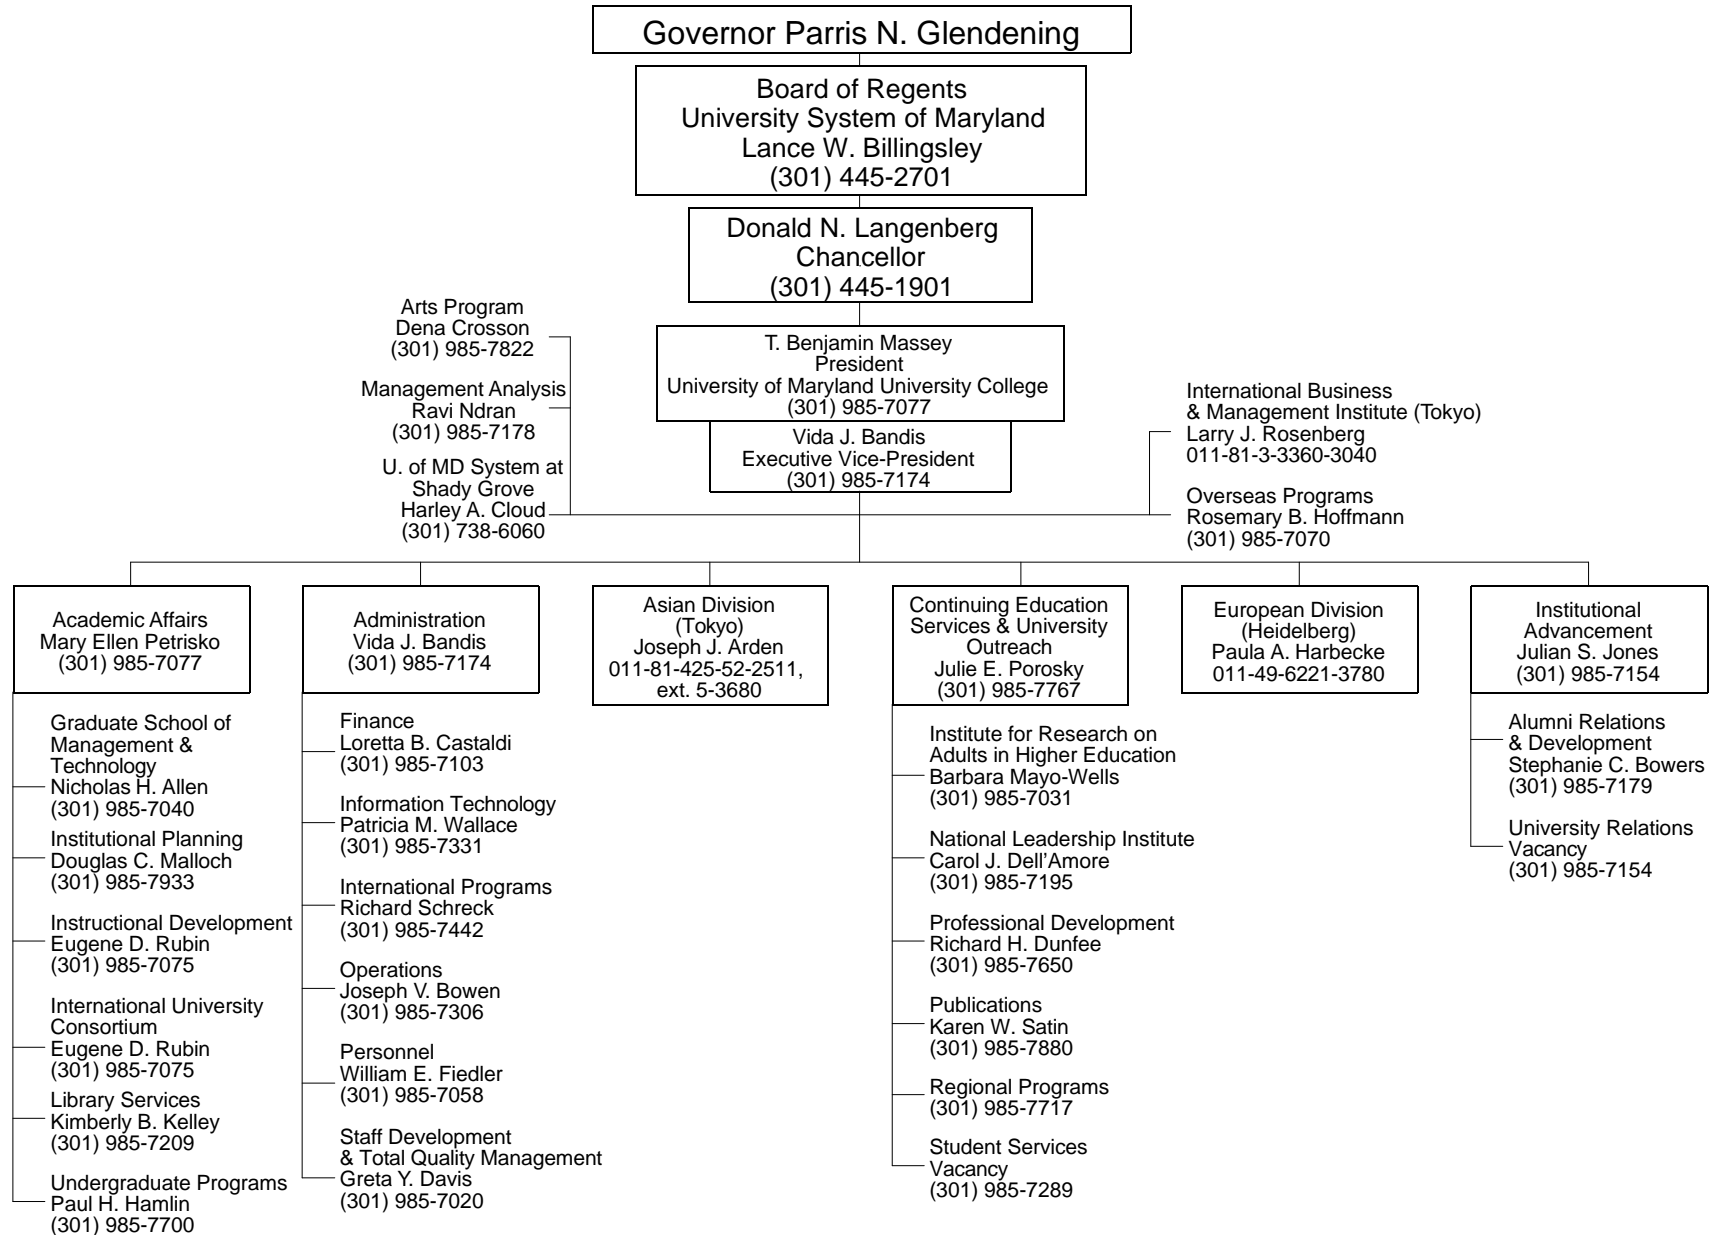 Governor Parris N. Glendening
Board of Regents
University System of Maryland
Lance W. Billingsley
(301) 445-2701
Donald N. Langenberg
Chancellor
(301) 445-1901
T. Benjamin Massey
President
University of Maryland University College
(301) 985-7077
Vida J. Bandis
Executive Vice-President
(301) 985-7174
Arts Program
Dena Crosson
(301) 985-7822
Management Analysis
Ravi Ndran
(301) 985-7178
U. of MD System at
Shady Grove
Harley A. Cloud
(301) 738-6060
International Business
& Management Institute (Tokyo)
Larry J. Rosenberg
011-81-3-3360-3040
Overseas Programs
Rosemary B. Hoffmann
(301) 985-7070
Academic Affairs
Mary Ellen Petrisko
(301) 985-7077
Graduate School of
Management &
Technology
Nicholas H. Allen
(301) 985-7040
Institutional Planning
Douglas C. Malloch
(301) 985-7933
Instructional Development
Eugene D. Rubin
(301) 985-7075
International University
Consortium
Eugene D. Rubin
(301) 985-7075
Library Services
Kimberly B. Kelley
(301) 985-7209
Undergraduate Programs
Paul H. Hamlin
(301) 985-7700
Administration
Vida J. Bandis
(301) 985-7174
Finance
Loretta B. Castaldi
(301) 985-7103
Information Technology
Patricia M. Wallace
(301) 985-7331
International Programs
Richard Schreck
(301) 985-7442
Operations
Joseph V. Bowen
(301) 985-7306
Personnel
William E. Fiedler
(301) 985-7058
Staff Development
& Total Quality Management
Greta Y. Davis
(301) 985-7020
Asian Division
(Tokyo)
Joseph J. Arden
011-81-425-52-2511,
ext. 5-3680
Continuing Education
Services & University
Outreach
Julie E. Porosky
(301) 985-7767
Institute for Research on
Adults in Higher Education
Barbara Mayo-Wells
(301) 985-7031
National Leadership Institute
Carol J. Dell’Amore
(301) 985-7195
Professional Development
Richard H. Dunfee
(301) 985-7650
Publications
Karen W. Satin
(301) 985-7880
Regional Programs
(301) 985-7717
Student Services
Vacancy
(301) 985-7289
European Division
(Heidelberg)
Paula A. Harbecke
011-49-6221-3780
Institutional
Advancement
Julian S. Jones
(301) 985-7154
Alumni Relations
& Development
Stephanie C. Bowers
(301) 985-7179
University Relations
Vacancy
(301) 985-7154